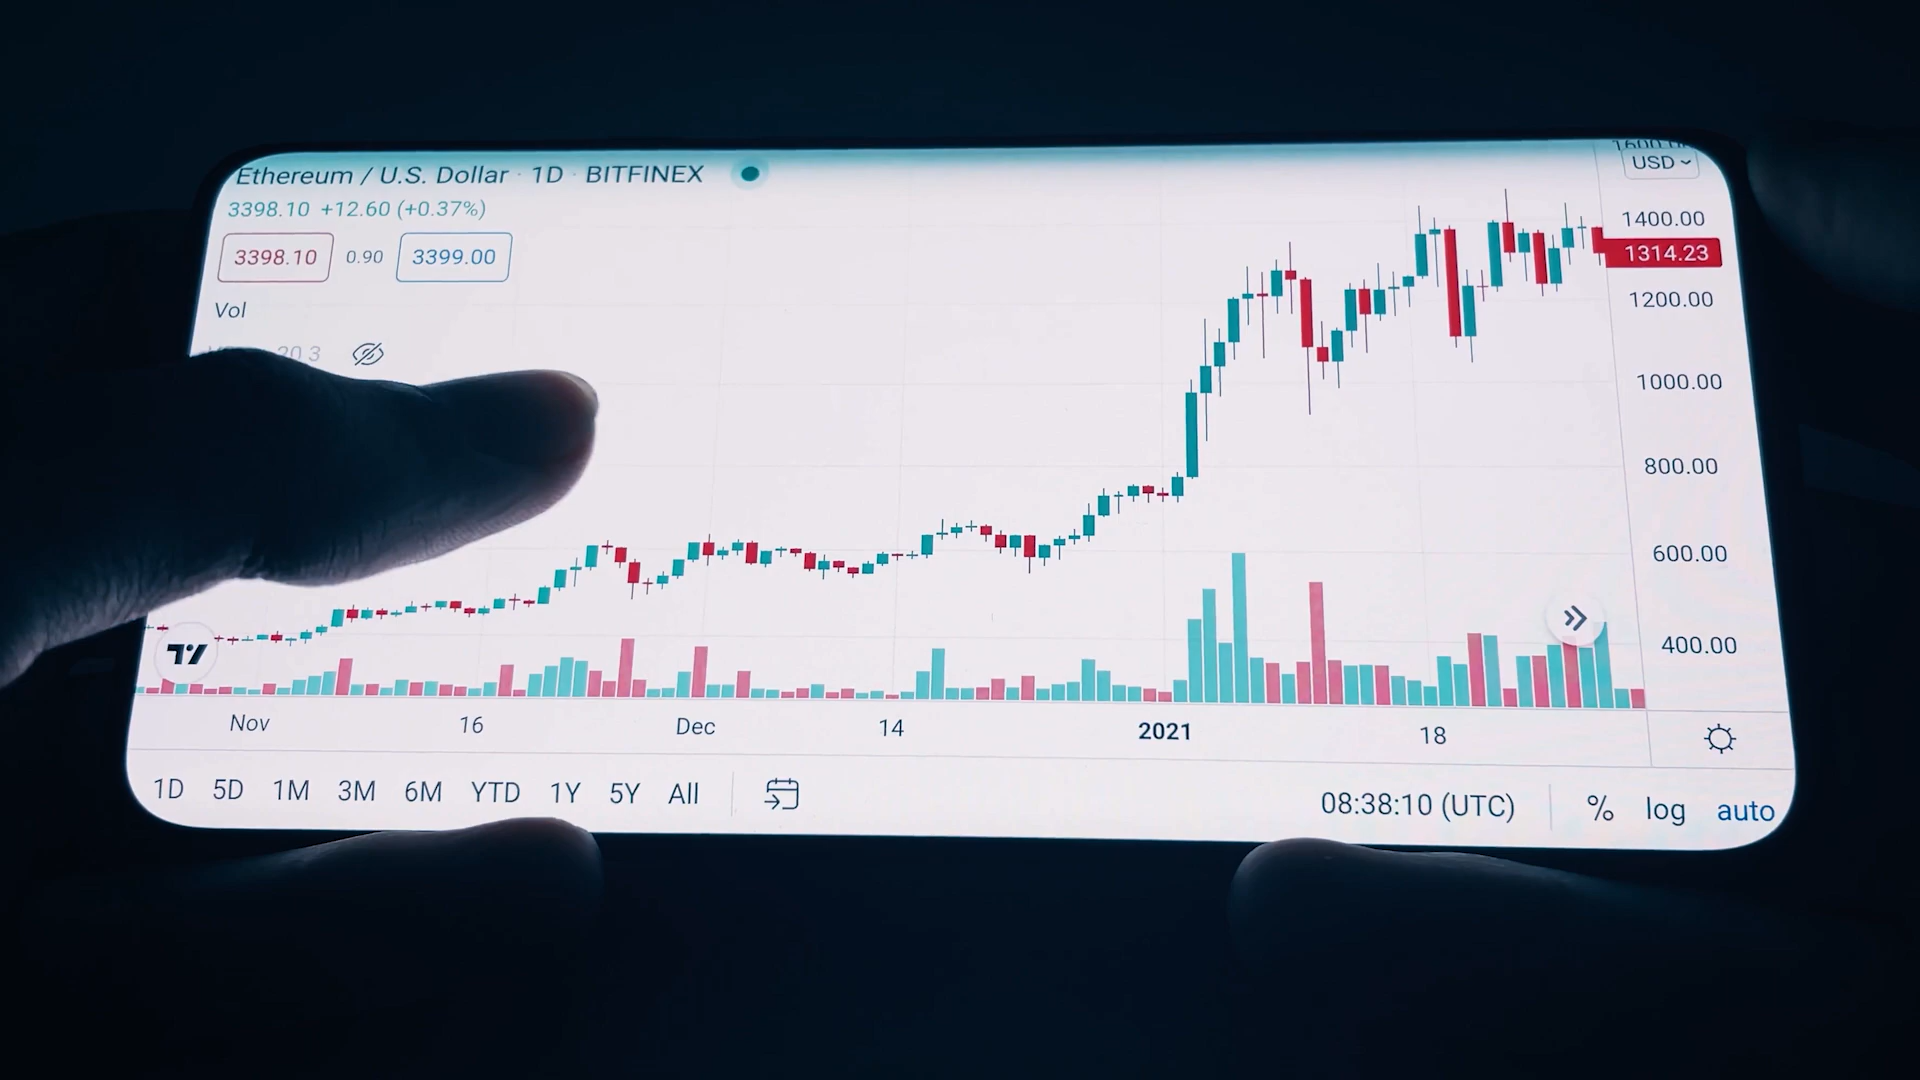 Ethereum / U.S. Dollar · 1D · BITFINEX
3398.10 +12.60 (+0.37%)
3398.10 0.90 3399.00
Vol
20 3
USD
1400.00
1314.23
1200.00
1000.00
800.00
600.00
400.00
Nov 16 Dec 14 2021 18
1D 5D 1M 3M 6M YTD 1Y 5Y All
08:38:10 (UTC) % log auto